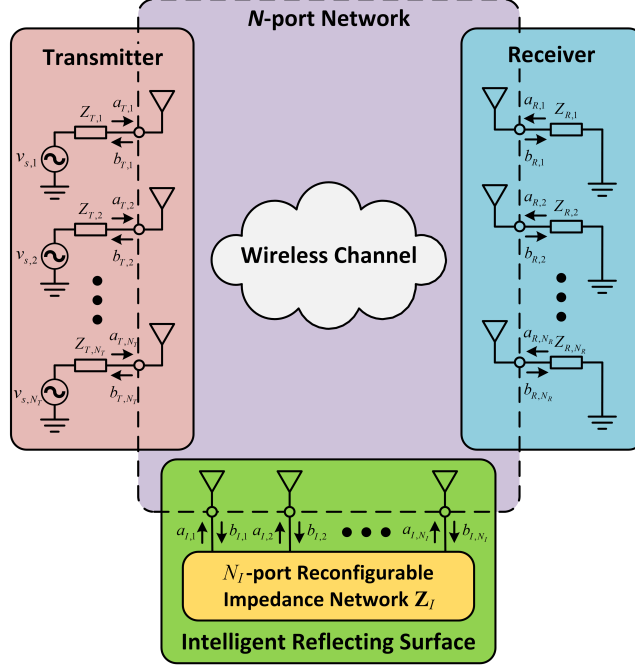 N-port Network
Transmitter
Z_{T,1}
a_{T,1}
v_{s,1}
b_{T,1}
Z_{T,2}
a_{T,2}
v_{s,2}
b_{T,2}
Z_{T,N_T}
a_{T,N_T}
v_{s,N_T}
b_{T,N_T}
Wireless Channel
Receiver
a_{R,1}
Z_{R,1}
b_{R,1}
a_{R,2}
Z_{R,2}
b_{R,2}
a_{R,N_R}
Z_{R,N_R}
b_{R,N_R}
a_{I,1} b_{I,1} a_{I,2} b_{I,2} a_{I,N_I} b_{I,N_I}
N_I-port Reconfigurable
Impedance Network Z_I
Intelligent Reflecting Surface